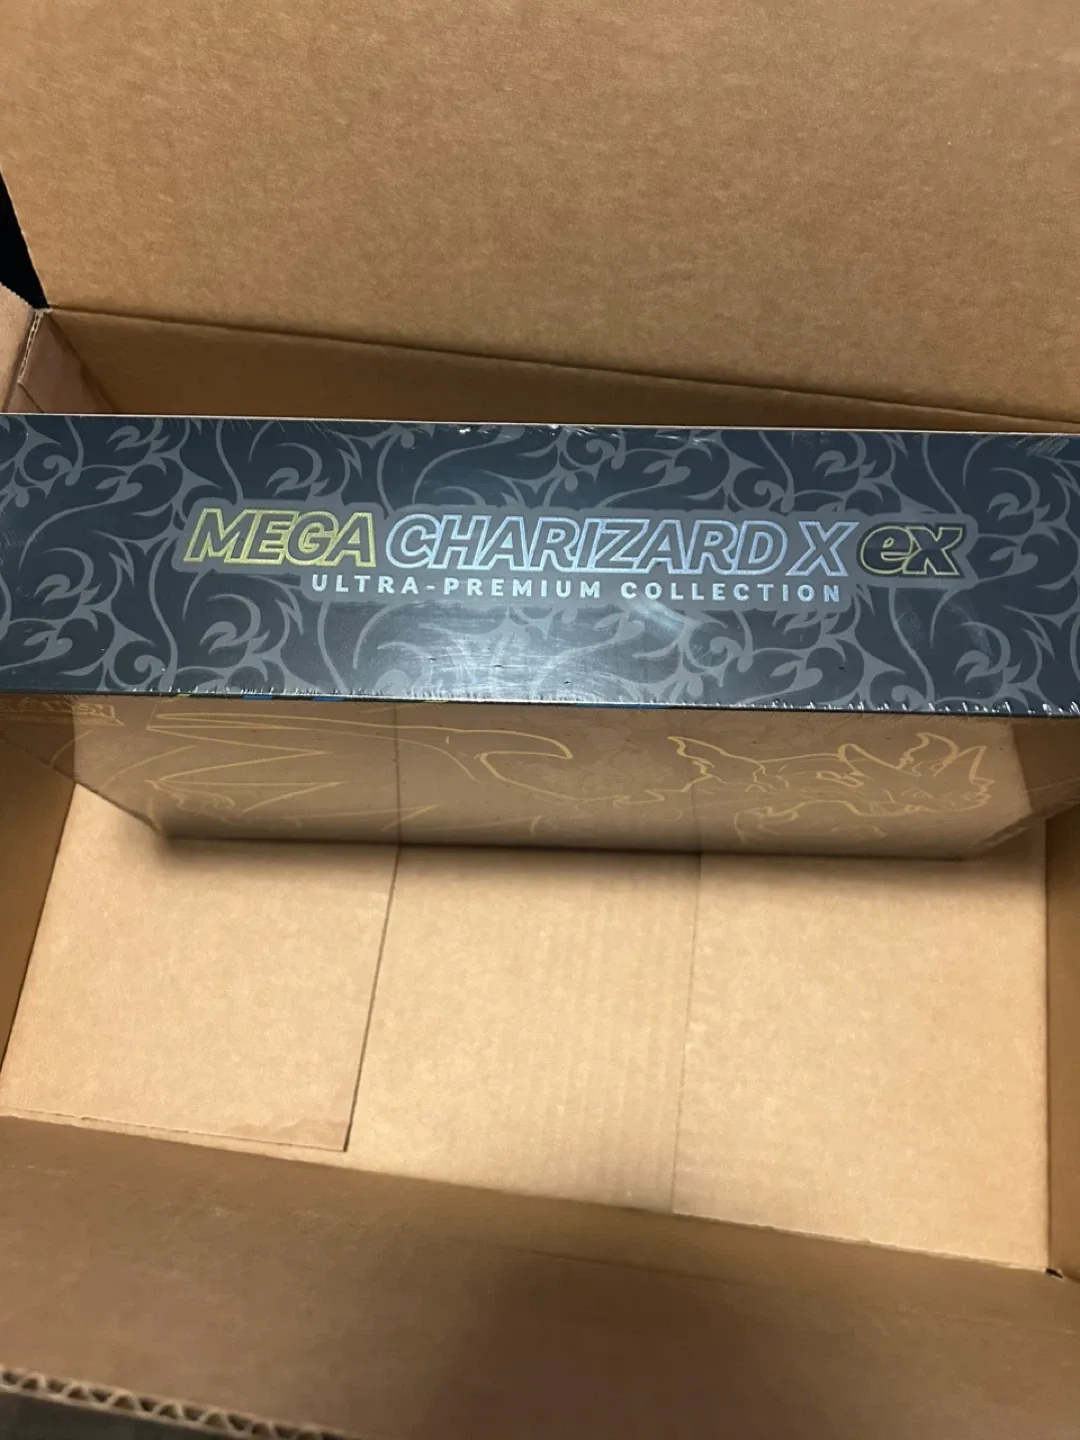 MEGA CHARIZARD X ex
ULTRA-PREMIUM COLLECTION